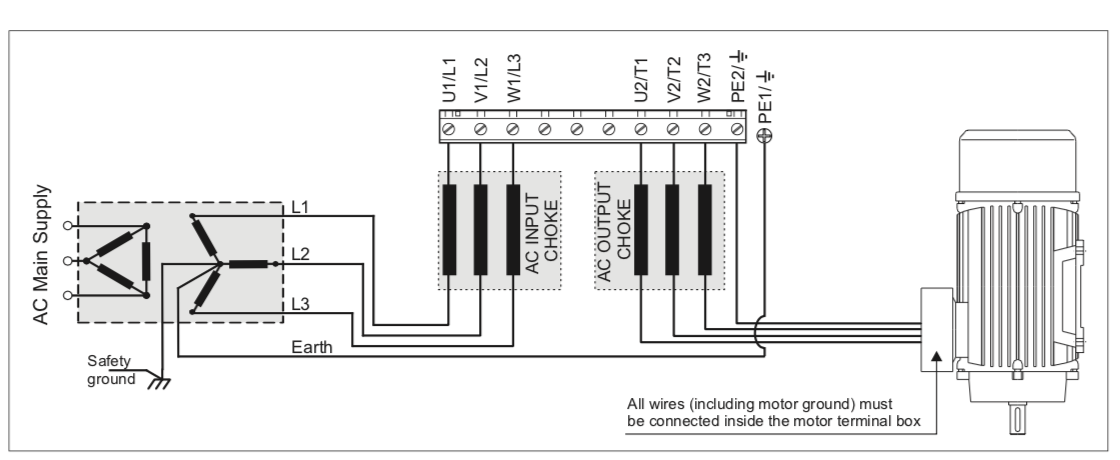 U1/L1
V1/L2
W1/L3
U2/T1
V2/T2
W2/T3
PE2/⏚
PE1/⏚
AC Main Supply
L1
L2
L3
Earth
Safety
ground
AC INPUT
CHOKE
AC OUTPUT
CHOKE
All wires (including motor ground) must
be connected inside the motor terminal box